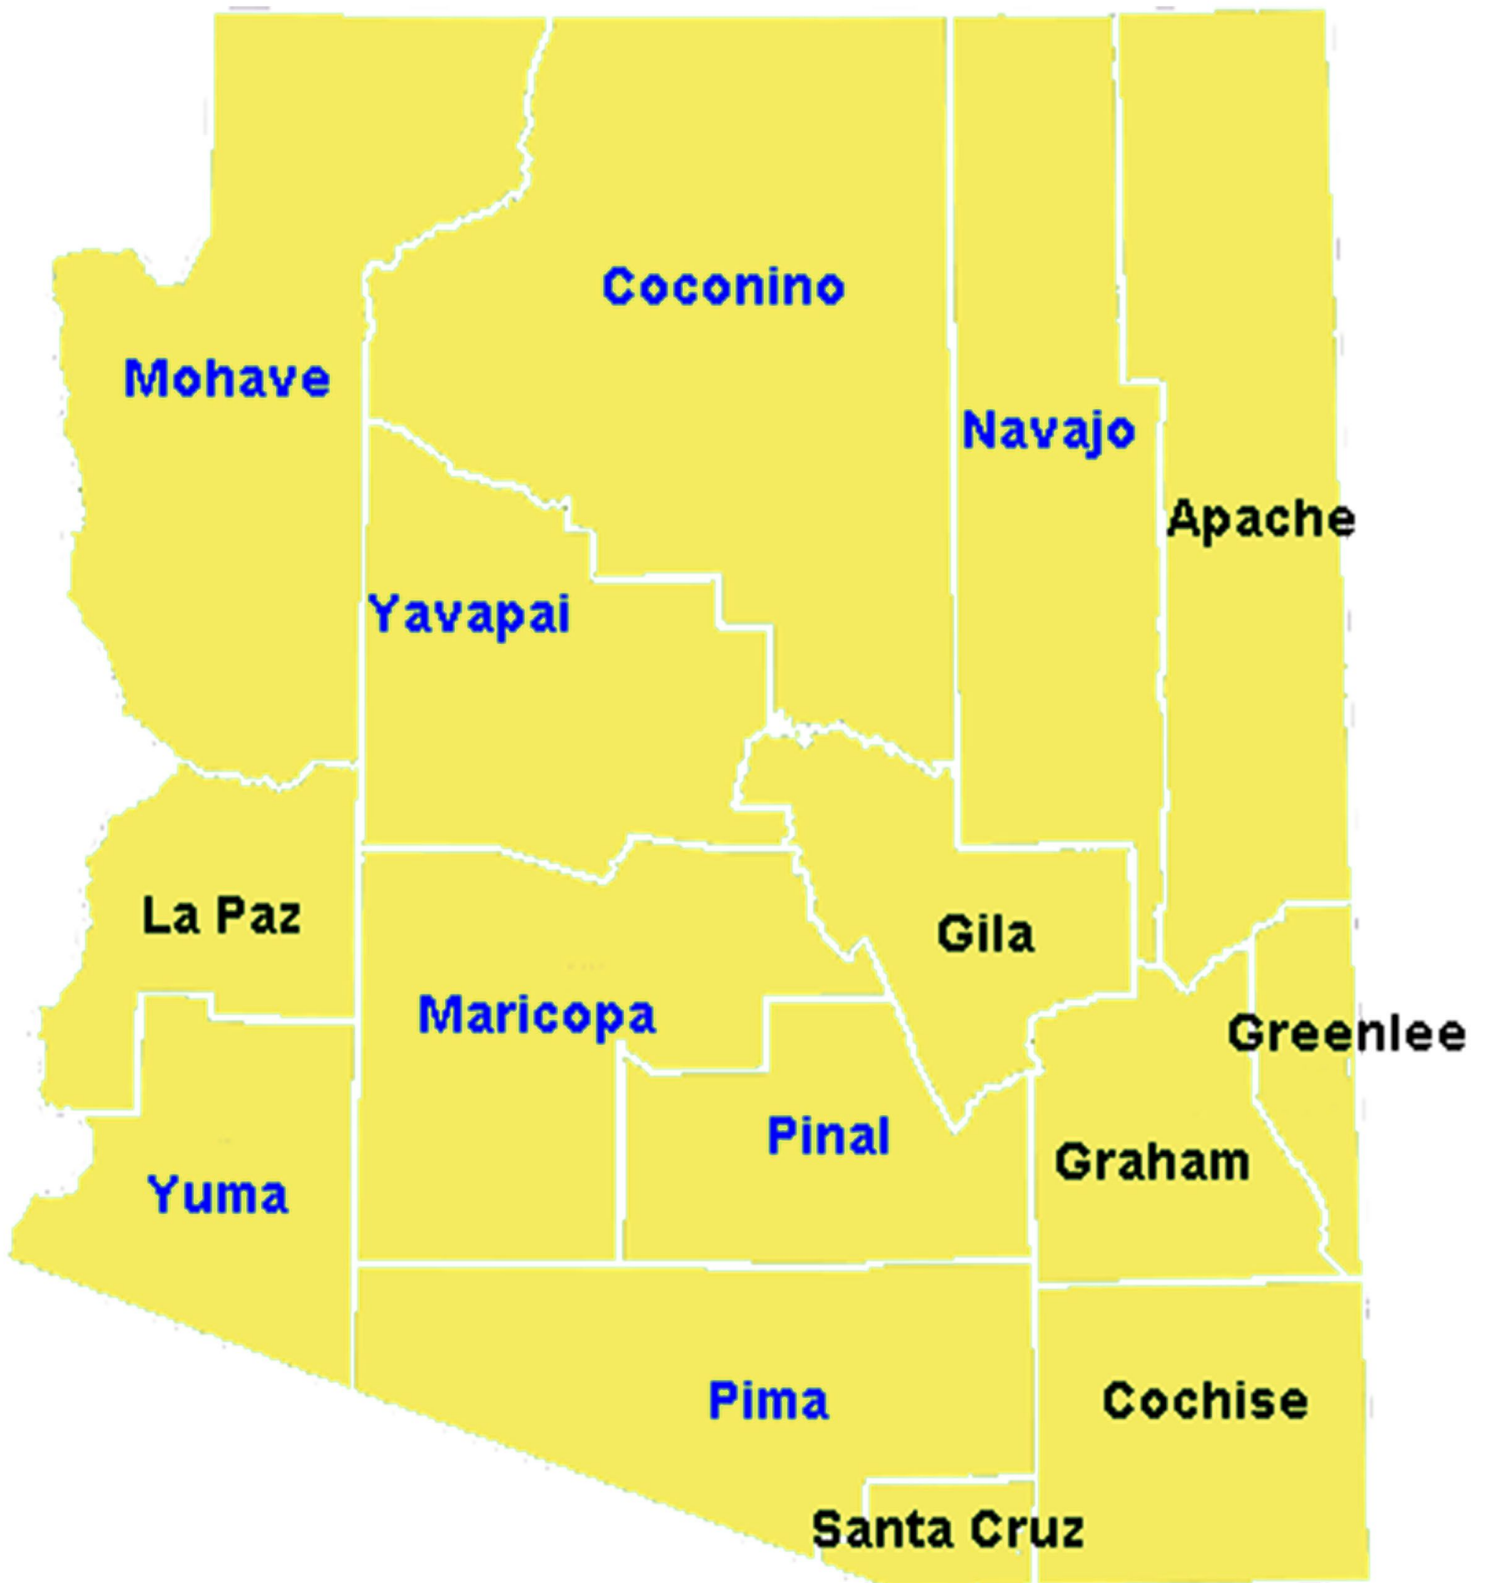 Coconino
Mohave
Navajo
Apache
Yavapai
La Paz
Gila
Maricopa
Greenlee
Pinal
Graham
Yuma
Pima
Cochise
Santa Cruz